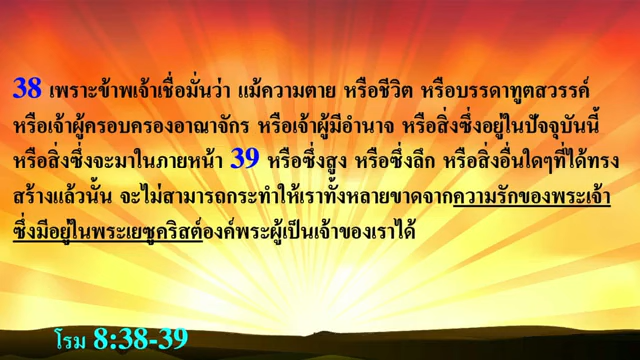 38 เพราะข้าพเจ้าเชื่อมั่นว่า แม้ความตาย หรือชีวิต หรือบรรดาทูตสวรรค์
หรือเจ้าผู้ครอบครองอาณาจักร หรือเจ้าผู้มีอำนาจ หรือสิ่งซึ่งอยู่ในปัจจุบันนี้
หรือสิ่งซึ่งจะมาในภายหน้า 39 หรือซึ่งสูง หรือซึ่งลึก หรือสิ่งอื่นใดๆที่ได้ทรง
สร้างแล้วนั้น จะไม่สามารถกระทำให้เราทั้งหลายขาดจากความรักของพระเจ้า
ซึ่งมีอยู่ในพระเยซูคริสต์องค์พระผู้เป็นเจ้าของเราได้
โรม 8:38-39